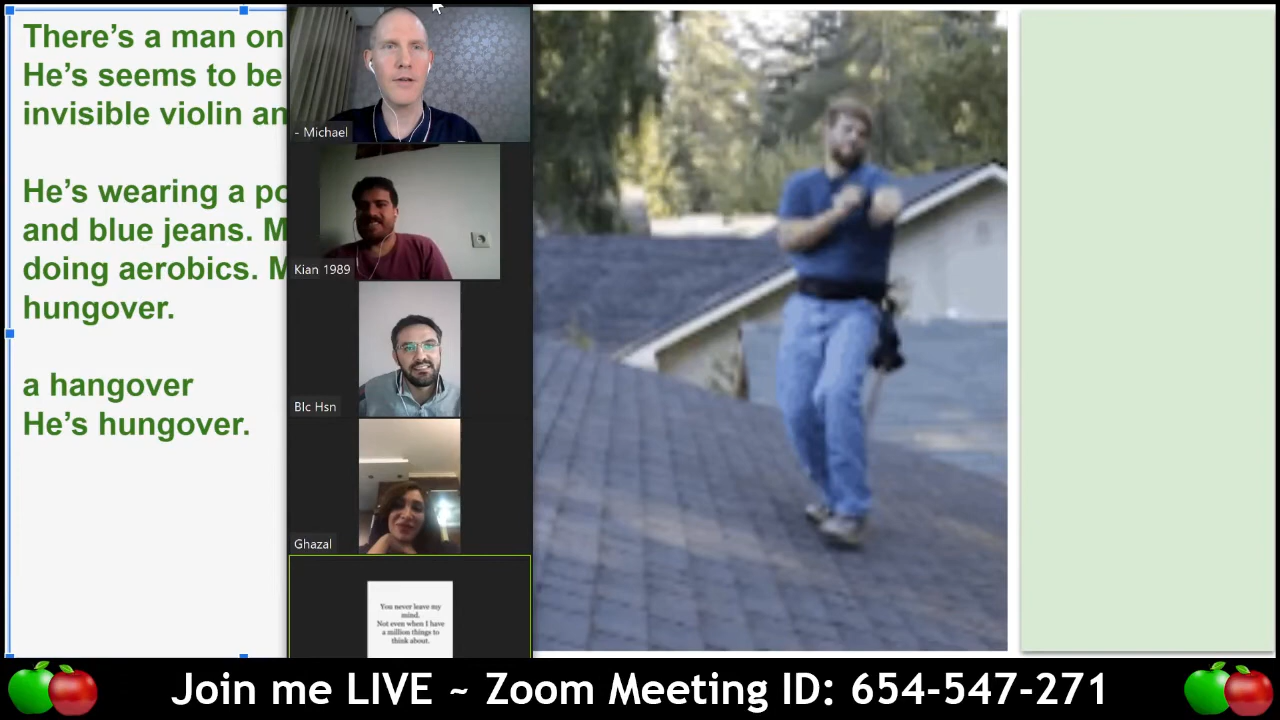 There's a man on
He's seems to be
invisible violin an
He's wearing a po
and blue jeans. M
doing aerobics. M
hungover.
a hangover
He's hungover.
- Michael
Kian 1989
Blc Hsn
Ghazal
You never leave my
mind.
Not even when I have
a million things to
think about.
Join me LIVE ~ Zoom Meeting ID: 654-547-271